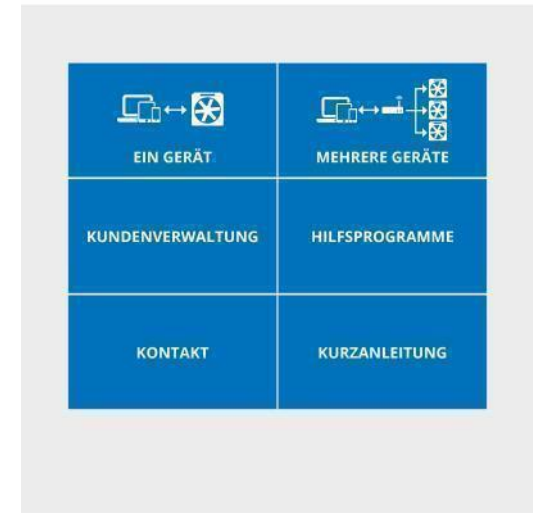 EIN GERÄT
MEHRERE GERÄTE
KUNDENVERWALTUNG
HILFSPROGRAMME
KONTAKT
KURZANLEITUNG